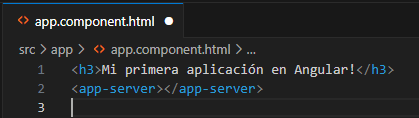 app.component.html
src > app > app.component.html > ...
1 <h3>Mi primera aplicación en Angular!</h3>
2 <app-server></app-server>
3